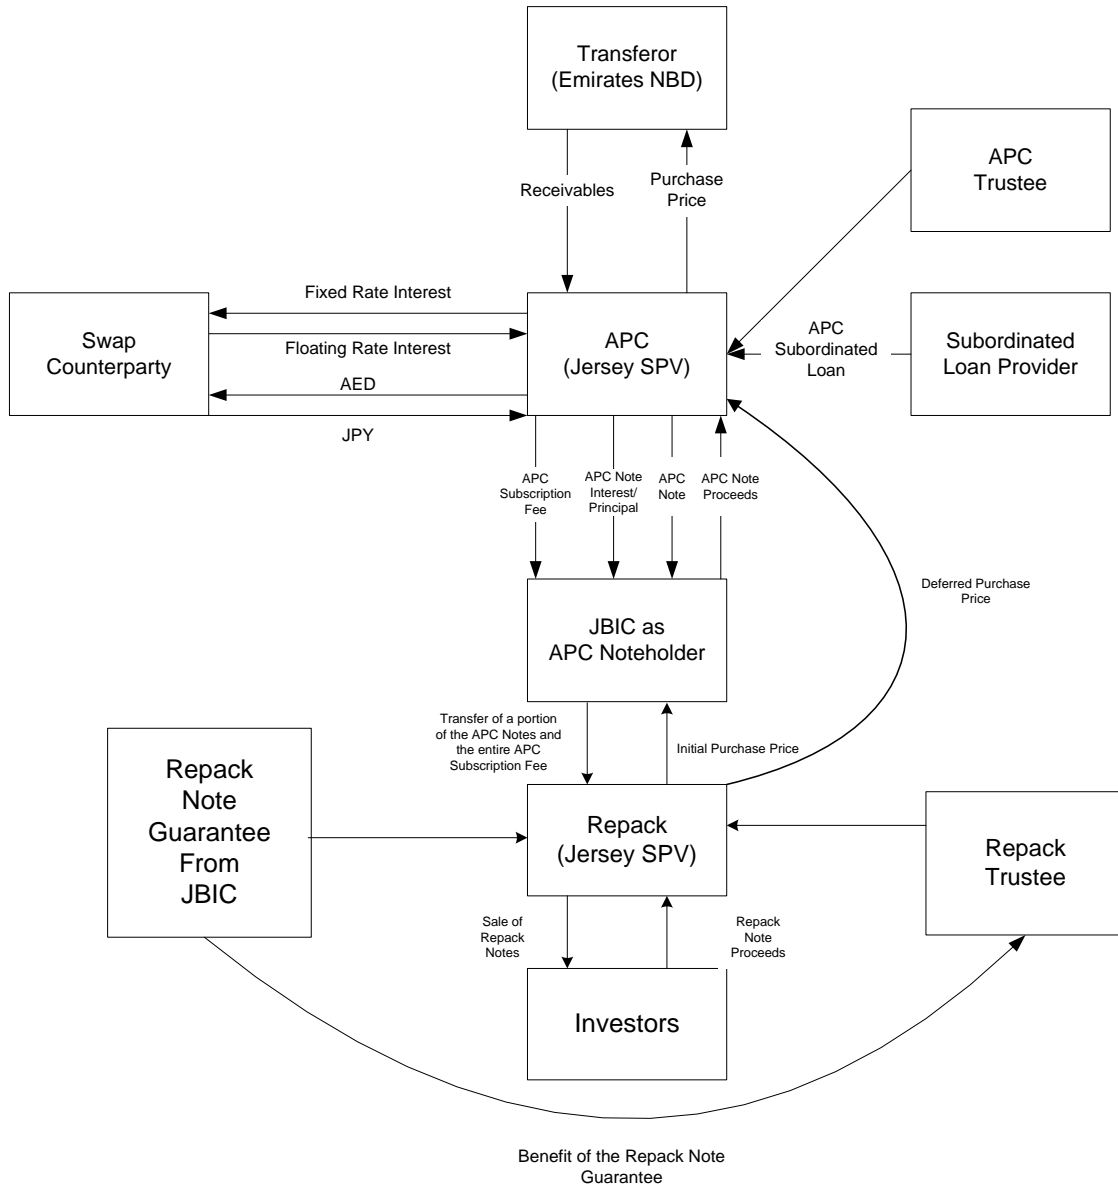 Transferor
(Emirates NBD)
APC
Trustee
Receivables
Purchase
Price
Fixed Rate Interest
Swap
Counterparty
Floating Rate Interest
AED
JPY
APC
(Jersey SPV)
APC
Subordinated
Loan
Subordinated
Loan Provider
APC
Subscription
Fee
APC Note
Interest/
Principal
APC
Note
APC Note
Proceeds
Deferred Purchase
Price
JBIC as
APC Noteholder
Transfer of a portion
of the APC Notes and
the entire APC
Subscription Fee
Initial Purchase Price
Repack
Note
Guarantee
From
JBIC
Repack
(Jersey SPV)
Repack
Trustee
Sale of
Repack
Notes
Repack
Note
Proceeds
Investors
Benefit of the Repack Note
Guarantee